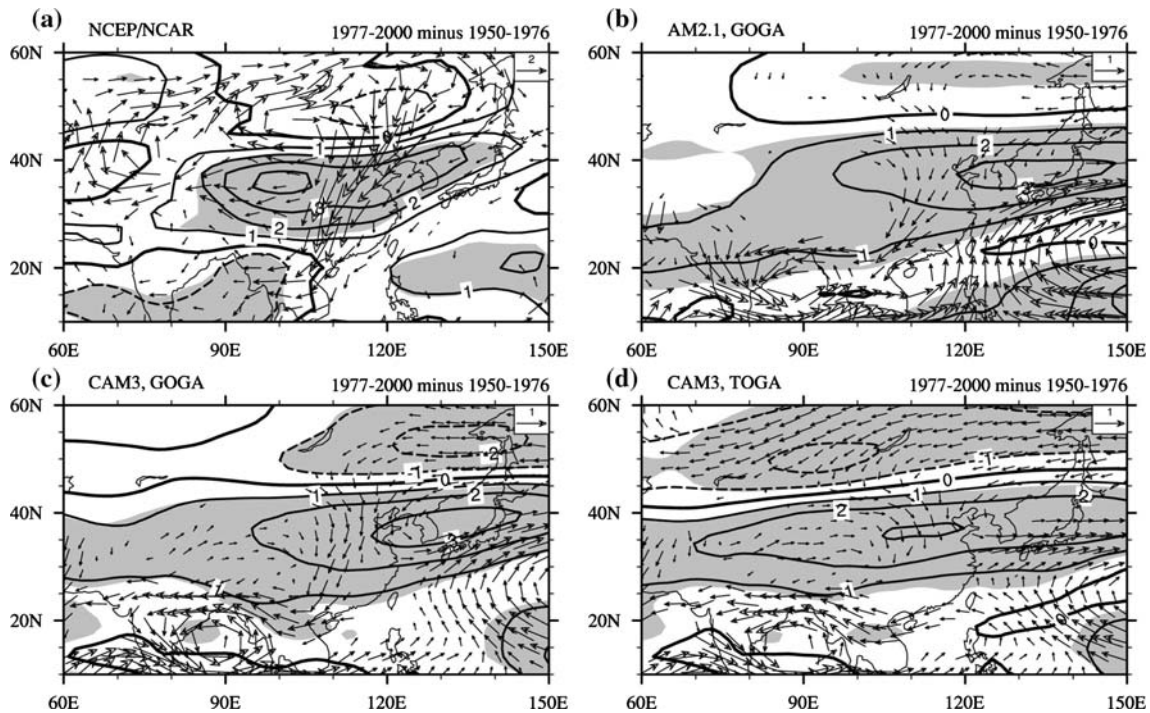 (a) NCEP/NCAR 1977-2000 minus 1950-1976
(b) AM2.1, GOGA 1977-2000 minus 1950-1976
60N 2 60N 1
0 0
1 2
40N 40N
3 2 3
1 2 1 0
20N 20N
1
60E 90E 120E 150E 60E 90E 120E 150E
(c) CAM3, GOGA 1977-2000 minus 1950-1976
(d) CAM3, TOGA 1977-2000 minus 1950-1976
60N 1 60N 1
-2 -1
-1 0 0
1 2 1 2
40N 40N 2
3
1 1
20N 20N
0
60E 90E 120E 150E 60E 90E 120E 150E